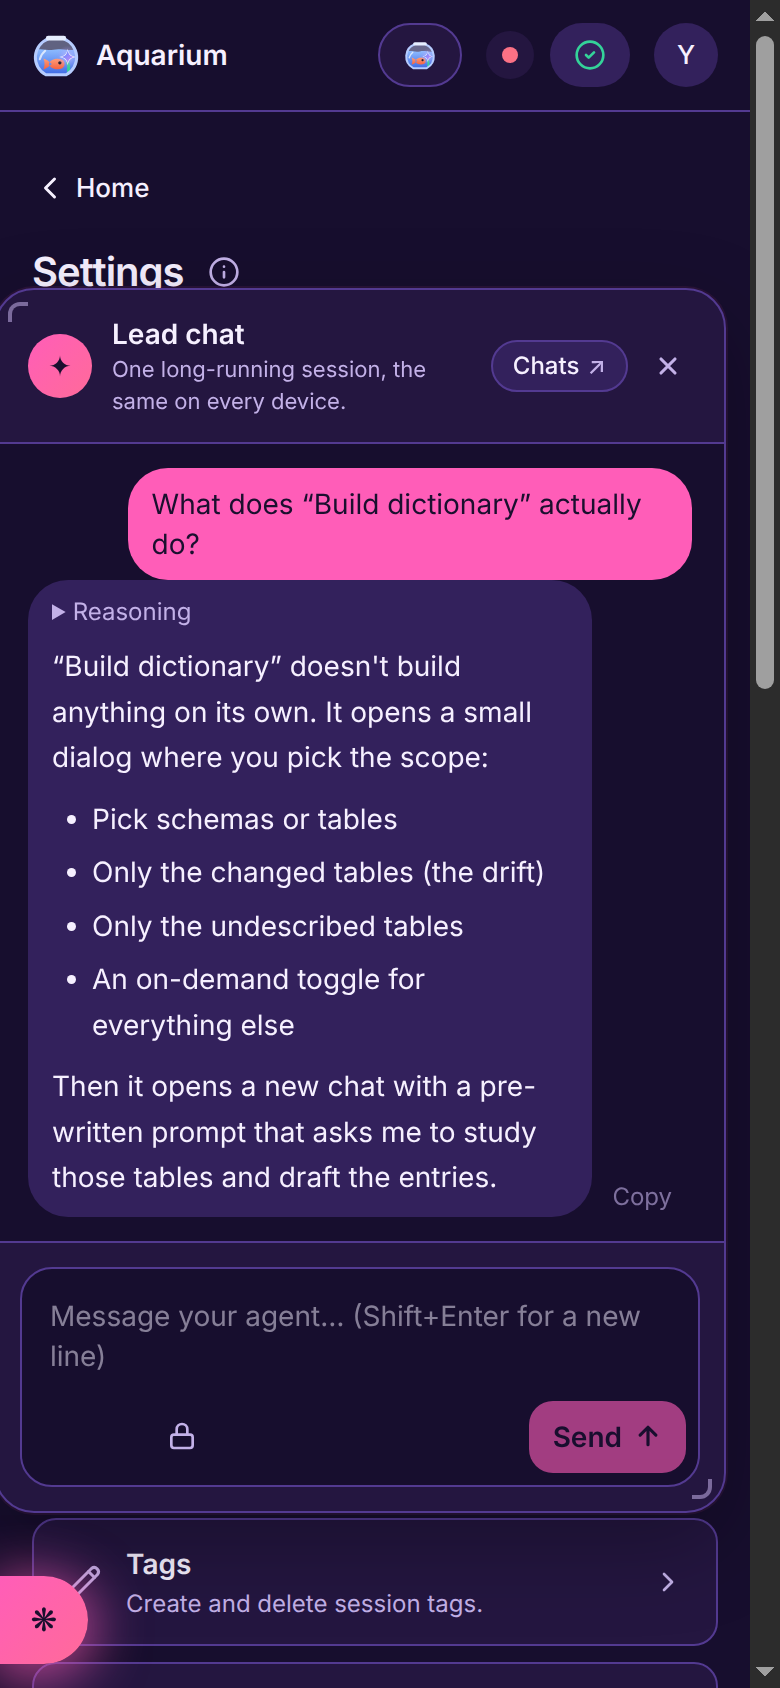 Aquarium
Y
Home
Settings
Lead chat
One long-running session, the
same on every device.
Chats
What does “Build dictionary” actually
do?
Reasoning
“Build dictionary” doesn't build
anything on its own. It opens a small
dialog where you pick the scope:
• Pick schemas or tables
• Only the changed tables (the drift)
• Only the undescribed tables
• An on-demand toggle for
everything else
Then it opens a new chat with a pre-
written prompt that asks me to study
those tables and draft the entries.
Copy
Message your agent... (Shift+Enter for a new
line)
Send
Tags
Create and delete session tags.